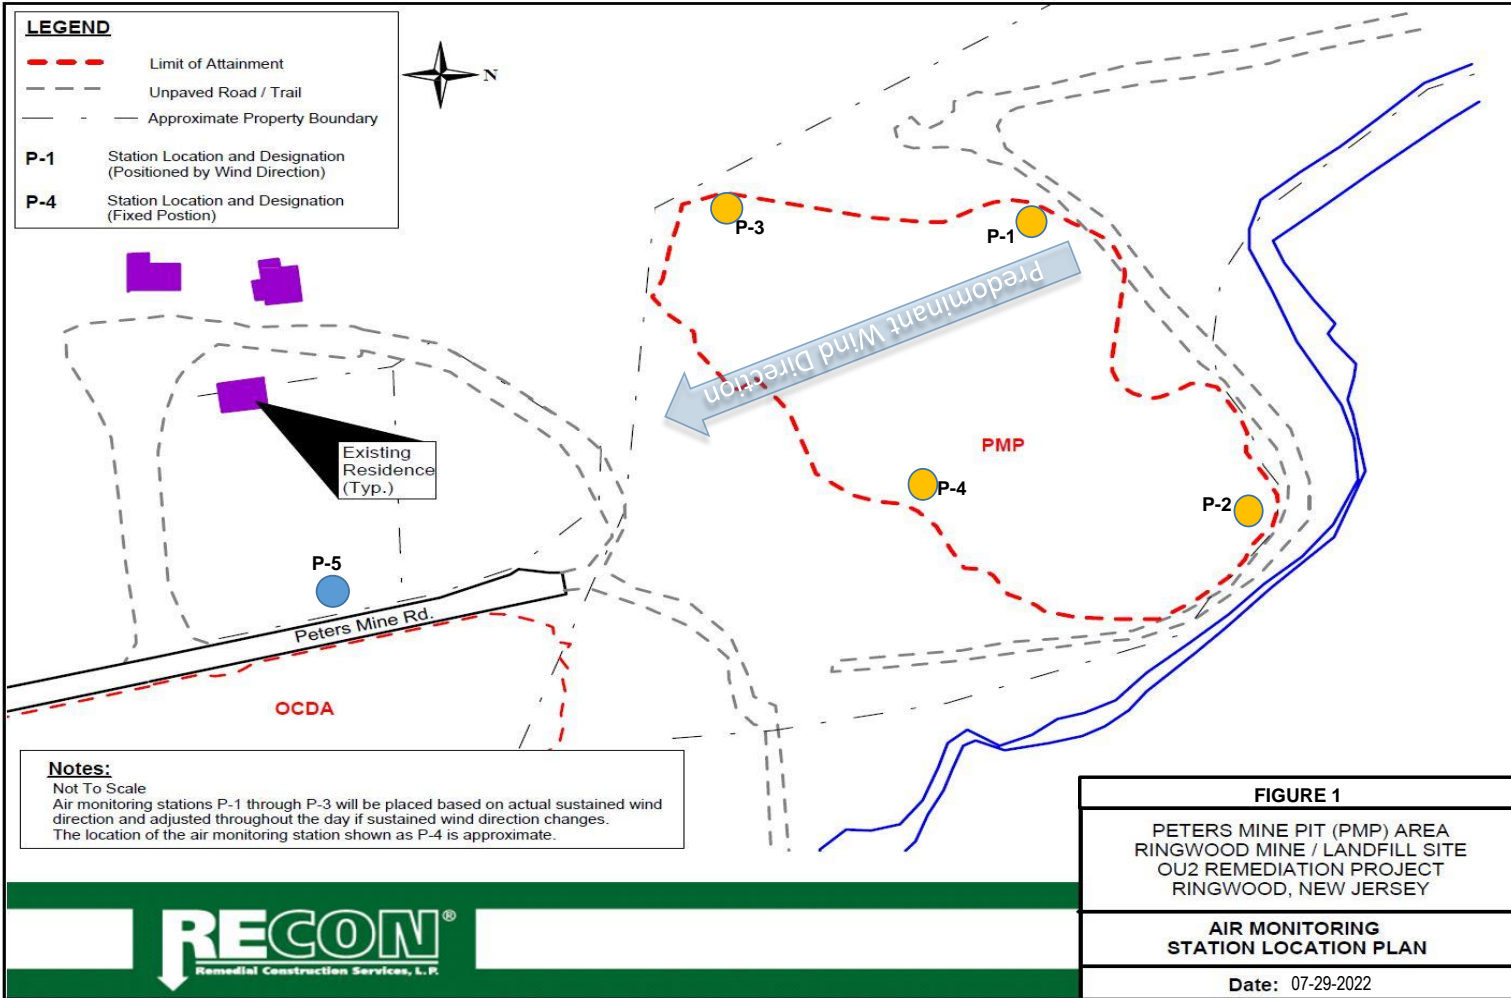 LEGEND
Limit of Attainment
Unpaved Road / Trail
Approximate Property Boundary
P-1 Station Location and Designation
(Positioned by Wind Direction)
P-4 Station Location and Designation
(Fixed Postion)
N
P-3
P-1
Predominant Wind Direction
PMP
P-4
P-2
Existing
Residence
(Typ.)
P-5
Peters Mine Rd.
OCDA
Notes:
Not To Scale
Air monitoring stations P-1 through P-3 will be placed based on actual sustained wind
direction and adjusted throughout the day if sustained wind direction changes.
The location of the air monitoring station shown as P-4 is approximate.
RECON®
Remedial Construction Services, L.P.
FIGURE 1
PETERS MINE PIT (PMP) AREA
RINGWOOD MINE / LANDFILL SITE
OU2 REMEDIATION PROJECT
RINGWOOD, NEW JERSEY
AIR MONITORING
STATION LOCATION PLAN
Date: 07-29-2022